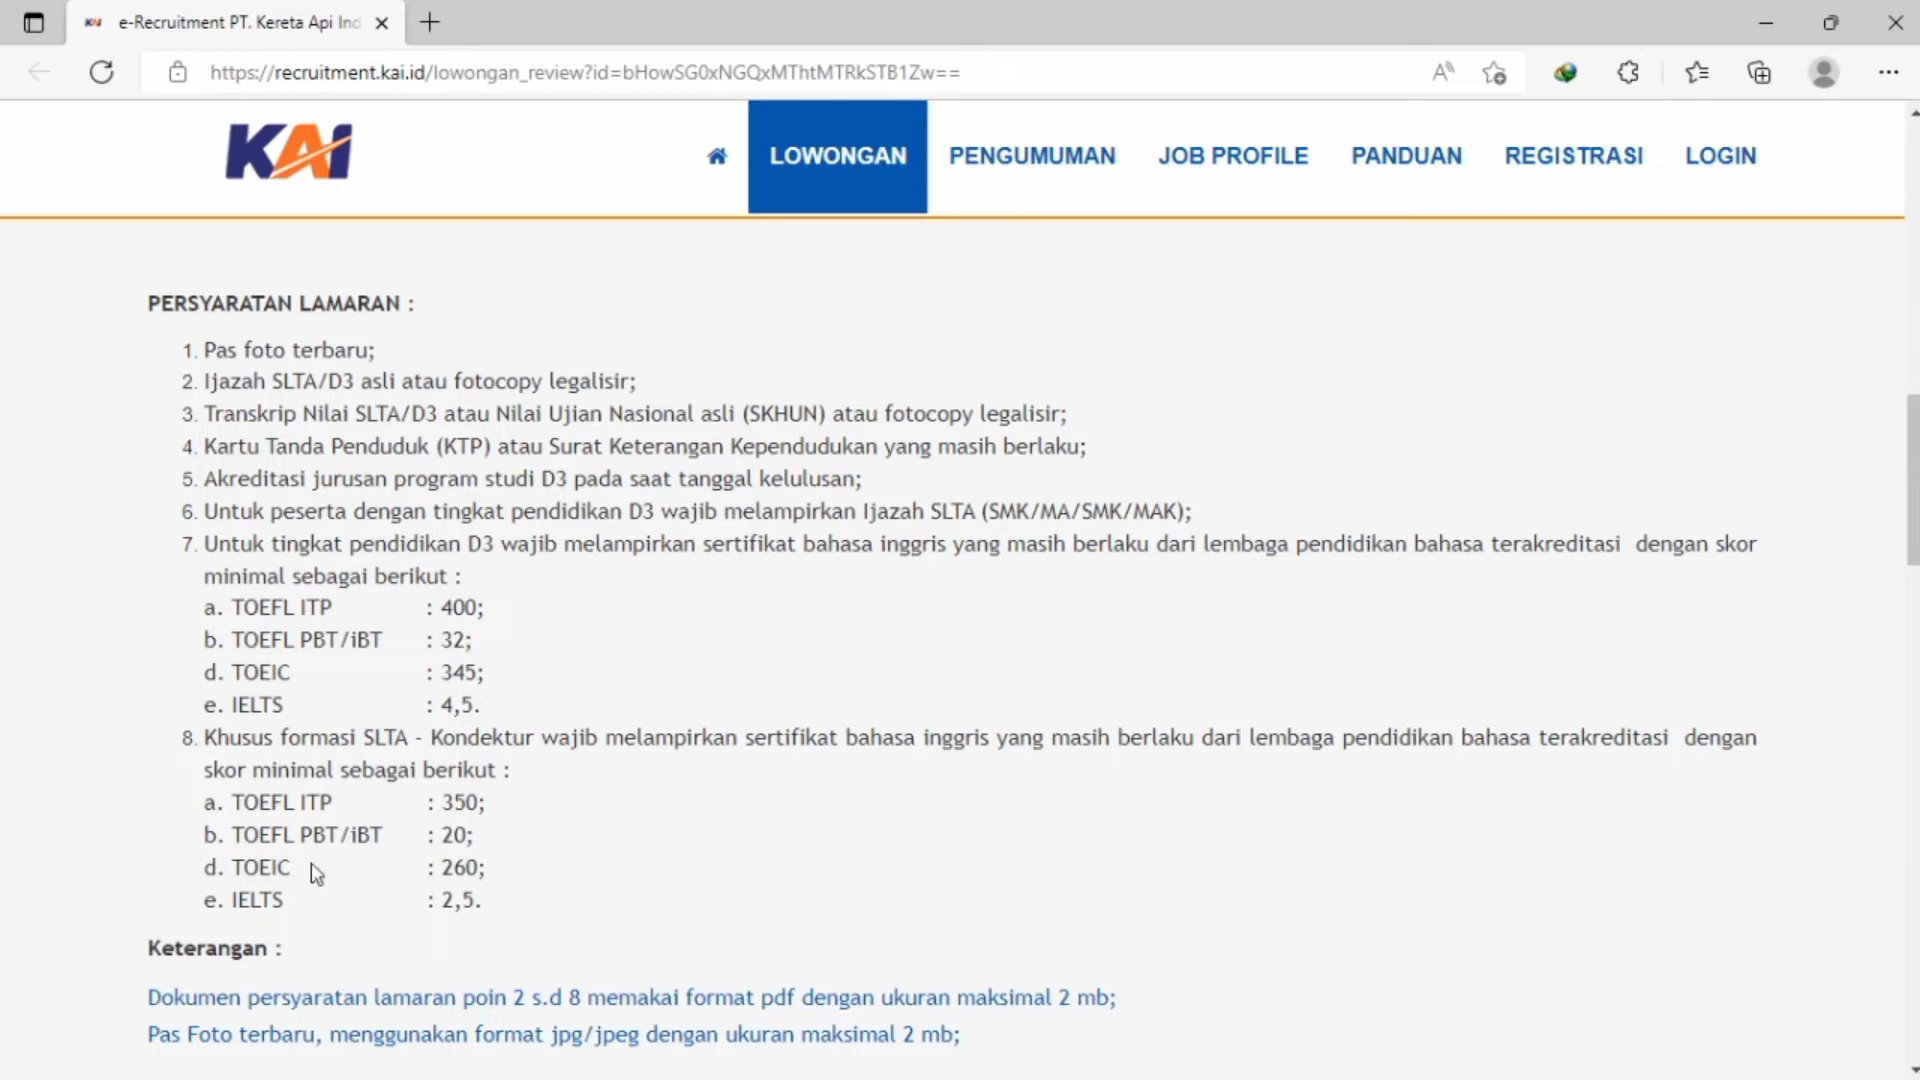 e-Recruitment PT. Kereta Api Ind
https://recruitment.kai.id/lowongan_review?id=bHowSG0xNGQxMThtMTRkSTB1Zw==
KAI
LOWONGAN
PENGUMUMAN
JOB PROFILE
PANDUAN
REGISTRASI
LOGIN
PERSYARATAN LAMARAN :
1. Pas foto terbaru;
2. Ijazah SLTA/D3 asli atau fotocopy legalisir;
3. Transkrip Nilai SLTA/D3 atau Nilai Ujian Nasional asli (SKHUN) atau fotocopy legalisir;
4. Kartu Tanda Penduduk (KTP) atau Surat Keterangan Kependudukan yang masih berlaku;
5. Akreditasi jurusan program studi D3 pada saat tanggal kelulusan;
6. Untuk peserta dengan tingkat pendidikan D3 wajib melampirkan Ijazah SLTA (SMK/MA/SMK/MAK);
7. Untuk tingkat pendidikan D3 wajib melampirkan sertifikat bahasa inggris yang masih berlaku dari lembaga pendidikan bahasa terakreditasi dengan skor
minimal sebagai berikut :
a. TOEFL ITP : 400;
b. TOEFL PBT/iBT : 32;
d. TOEIC : 345;
e. IELTS : 4,5.
8. Khusus formasi SLTA - Kondektur wajib melampirkan sertifikat bahasa inggris yang masih berlaku dari lembaga pendidikan bahasa terakreditasi dengan
skor minimal sebagai berikut :
a. TOEFL ITP : 350;
b. TOEFL PBT/iBT : 20;
d. TOEIC : 260;
e. IELTS : 2,5.
Keterangan :
Dokumen persyaratan lamaran poin 2 s.d 8 memakai format pdf dengan ukuran maksimal 2 mb;
Pas Foto terbaru, menggunakan format jpg/jpeg dengan ukuran maksimal 2 mb;